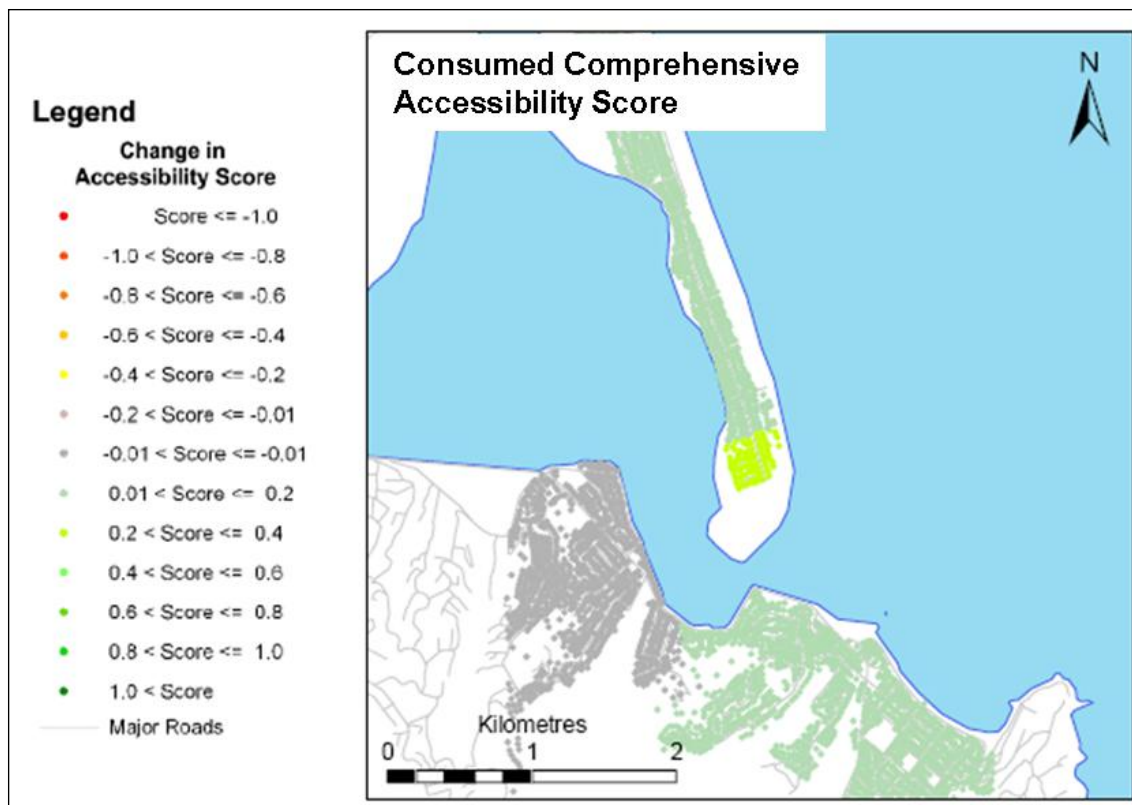 Consumed Comprehensive
Accessibility Score
N
Legend
Change in
Accessibility Score
Score <= -1.0
-1.0 < Score <= -0.8
-0.8 < Score <= -0.6
-0.6 < Score <= -0.4
-0.4 < Score <= -0.2
-0.2 < Score <= -0.01
-0.01 < Score <= -0.01
0.01 < Score <= 0.2
0.2 < Score <= 0.4
0.4 < Score <= 0.6
0.6 < Score <= 0.8
0.8 < Score <= 1.0
1.0 < Score
Major Roads
Kilometres
0 1 2